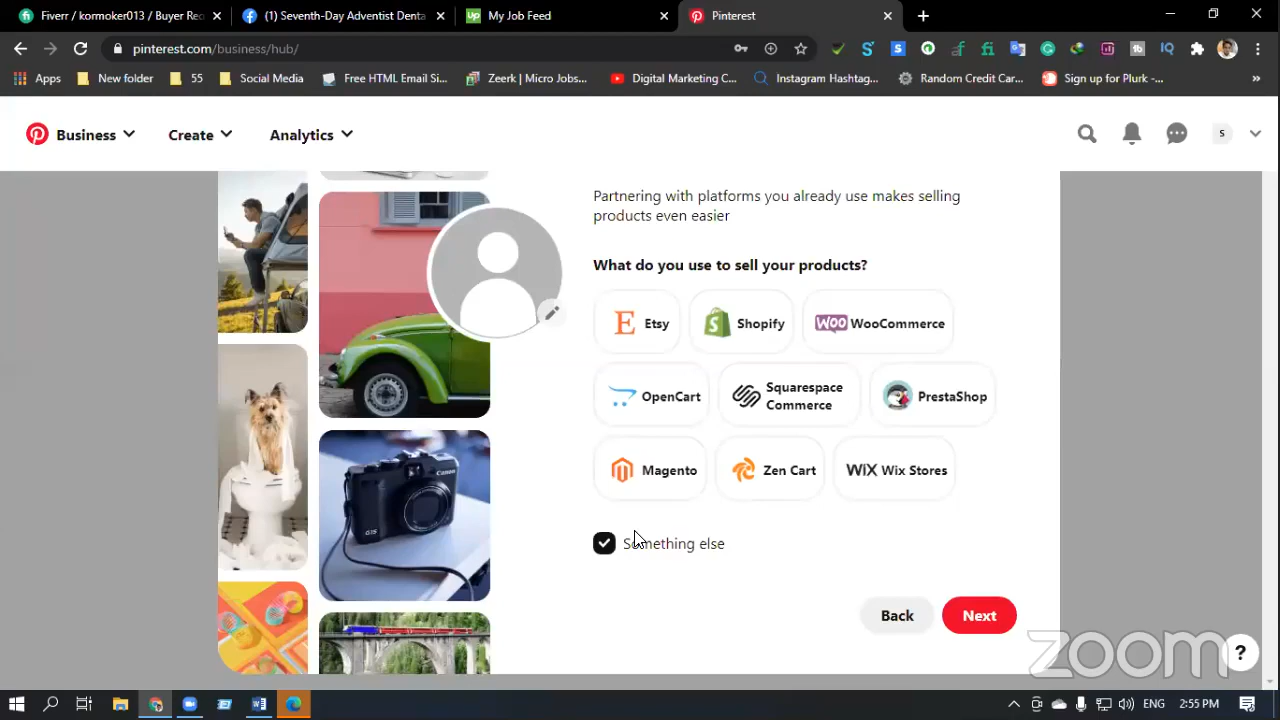 Fiverr / kormoker013 / Buyer Rec
(1) Seventh-Day Adventist Denta
My Job Feed
Pinterest
pinterest.com/business/hub/
Apps
New folder
55
Social Media
Free HTML Email Si...
Zeerk | Micro Jobs...
Digital Marketing C...
Instagram Hashtag...
Random Credit Car...
Sign up for Plurk -...
Business
Create
Analytics
S
Partnering with platforms you already use makes selling
products even easier
What do you use to sell your products?
E Etsy
Shopify
WOO WooCommerce
OpenCart
Squarespace
Commerce
PrestaShop
Magento
Zen Cart
WiX Wix Stores
Something else
Back
Next
Canon
G15
zoom
?
ENG
2:55 PM